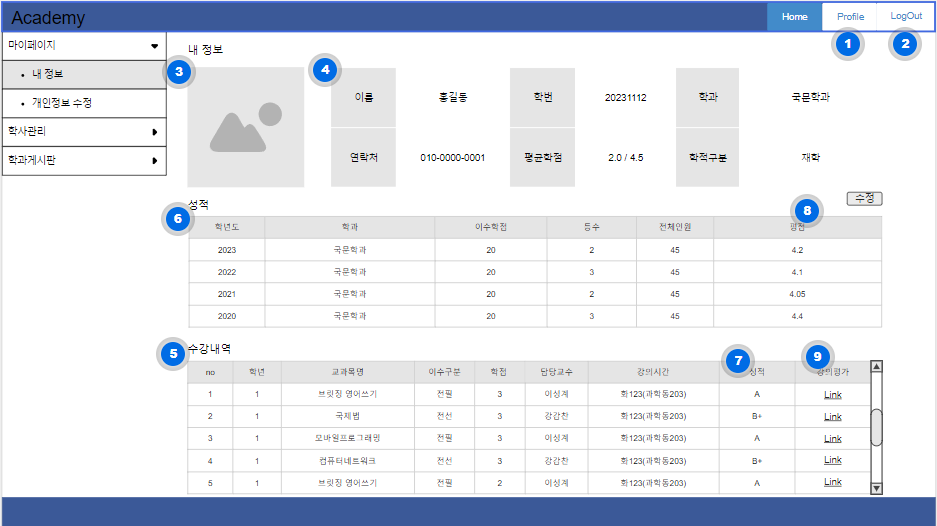 Academy
Home
Profile
LogOut
1
2
마이페이지
내 정보
개인정보 수정
학사관리
학과게시판
내 정보
3
4
이름
홍길동
학번
20231112
학과
국문학과
연락처
010-0000-0001
평균학점
2.0 / 4.5
학적구분
재학
성적
6
8
수정
학년도 학과 이수학점 등수 전체인원 평점
2023 국문학과 20 2 45 4.2
2022 국문학과 20 3 45 4.1
2021 국문학과 20 2 45 4.05
2020 국문학과 20 3 45 4.4
수강내역
5
7
9
no 학년 교과목명 이수구분 학점 담당교수 강의시간 성적 강의평가
1 1 브릿징 영어쓰기 전필 3 이성계 화123(과학동203) A Link
2 1 국제법 전선 3 강감찬 화123(과학동203) B+ Link
3 1 모바일프로그래밍 전필 3 이성계 화123(과학동203) A Link
4 1 컴퓨터네트워크 전선 3 강감찬 화123(과학동203) B+ Link
5 1 브릿징 영어쓰기 전필 2 이성계 화123(과학동203) A Link